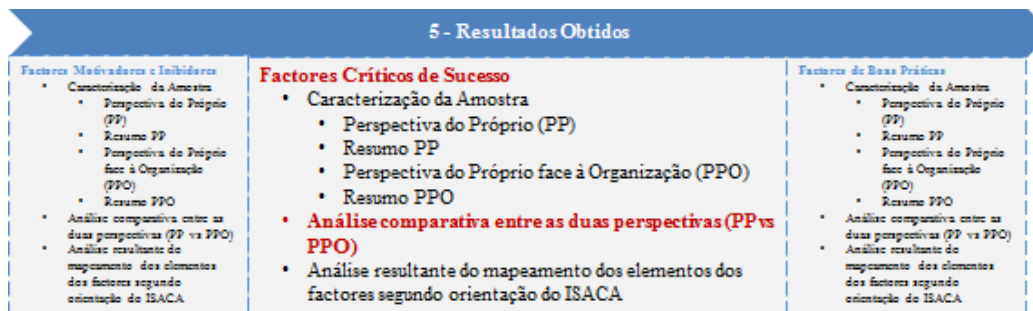 5 - Resultados Obtidos
Factores Motivadores e Inibidores
• Caracterização da Amostra
• Perspectiva do Próprio
(PP)
• Resumo PP
• Perspectiva do Próprio
face à Organização
(PPO)
• Resumo PPO
• Análise comparativa entre as
duas perspectivas (PP vs PPO)
• Análise resultante do
mapeamento dos elementos
dos factores segundo
orientação do ISACA
Factores Críticos de Sucesso
• Caracterização da Amostra
• Perspectiva do Próprio (PP)
• Resumo PP
• Perspectiva do Próprio face à Organização (PPO)
• Resumo PPO
• Análise comparativa entre as duas perspectivas (PP vs
PPO)
• Análise resultante do mapeamento dos elementos dos
factores segundo orientação do ISACA
Factores de Boas Práticas
• Caracterização da Amostra
• Perspectiva do Próprio
(PP)
• Resumo PP
• Perspectiva do Próprio
face à Organização
(PPO)
• Resumo PPO
• Análise comparativa entre as
duas perspectivas (PP vs PPO)
• Análise resultante do
mapeamento dos elementos
dos factores segundo
orientação do ISACA